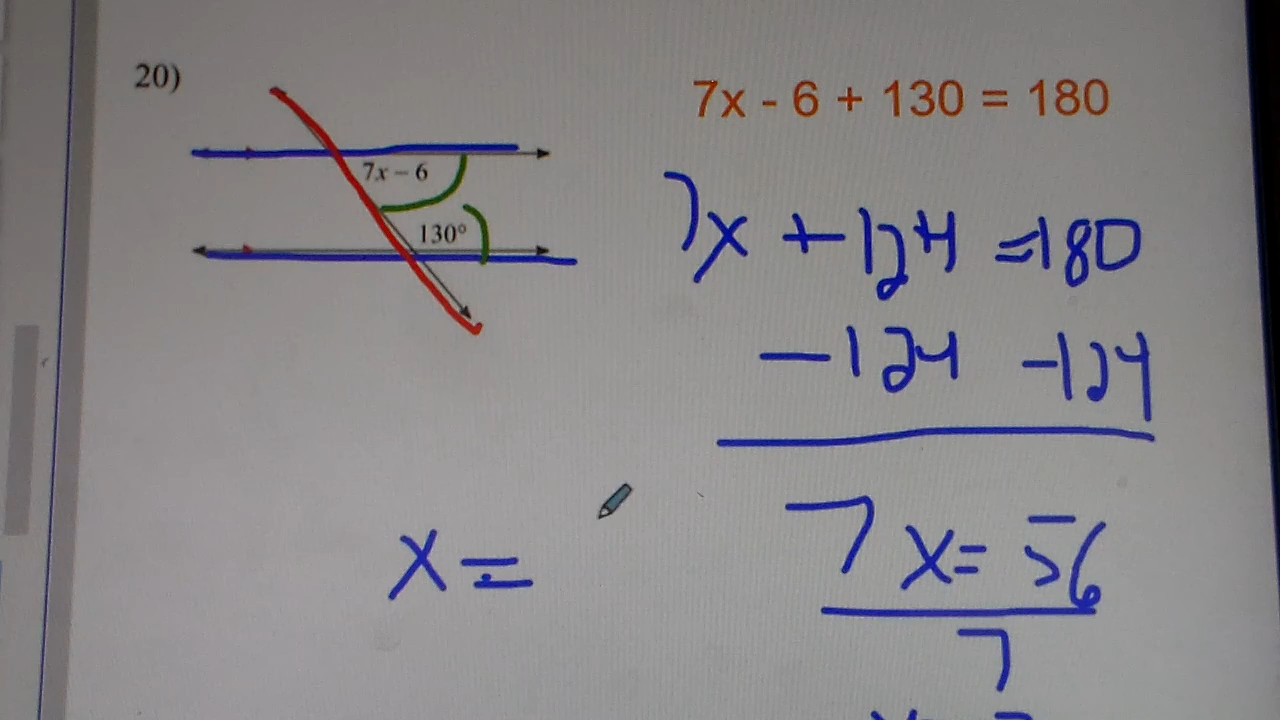 20)
7x - 6 + 130 = 180
7x – 6
130°
7x + 124 = 180
- 124 - 124
7x = 56
7
x =